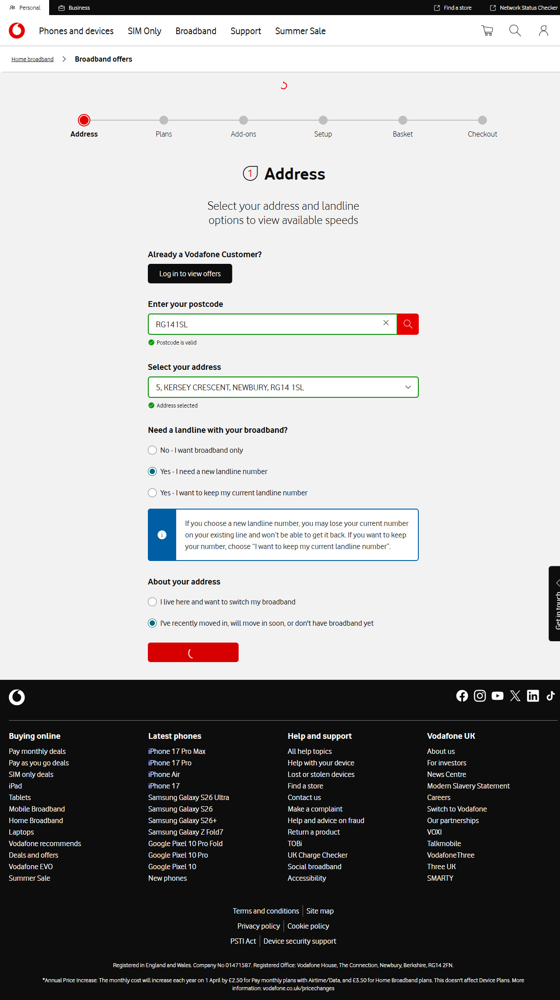 Personal
Business
Find a store
Network Status Checker
Phones and devices
SIM Only
Broadband
Support
Summer Sale
Home broadband
Broadband offers
Address
Plans
Add-ons
Setup
Basket
Checkout
1 Address
Select your address and landline
options to view available speeds
Already a Vodafone Customer?
Log in to view offers
Enter your postcode
RG141SL
Postcode is valid
Select your address
5, KERSEY CRESCENT, NEWBURY, RG14 1SL
Address selected
Need a landline with your broadband?
No - I want broadband only
Yes - I need a new landline number
Yes - I want to keep my current landline number
If you choose a new landline number, you may lose your current number
on your existing line and won't be able to get it back. If you want to keep
your number, choose “I want to keep my current landline number”.
About your address
I live here and want to switch my broadband
I've recently moved in, will move in soon, or don't have broadband yet
Get in touch
Buying online
Pay monthly deals
Pay as you go deals
SIM only deals
iPad
Tablets
Mobile Broadband
Home Broadband
Laptops
Vodafone recommends
Deals and offers
Vodafone EVO
Summer Sale
Latest phones
iPhone 17 Pro Max
iPhone 17 Pro
iPhone Air
iPhone 17
Samsung Galaxy S26 Ultra
Samsung Galaxy S26
Samsung Galaxy S26+
Samsung Galaxy Z Fold7
Google Pixel 10 Pro Fold
Google Pixel 10 Pro
Google Pixel 10
New phones
Help and support
All help topics
Help with your device
Lost or stolen devices
Find a store
Contact us
Make a complaint
Help and advice on fraud
Return a product
TOBi
UK Charge Checker
Social broadband
Accessibility
Vodafone UK
About us
For investors
News Centre
Modern Slavery Statement
Careers
Switch to Vodafone
Our partnerships
VOXI
Talkmobile
VodafoneThree
Three UK
SMARTY
Terms and conditions
Site map
Privacy policy
Cookie policy
PSTI Act
Device security support
Registered in England and Wales. Company No 01471587. Registered Office: Vodafone House, The Connection, Newbury, Berkshire, RG14 2FN.
*Annual Price Increase: The monthly cost will increase each year on 1 April by £2.50 for Pay monthly plans with Airtime/Data, and £3.50 for Home Broadband plans. This doesn't affect Device Plans. More
information: vodafone.co.uk/pricechanges